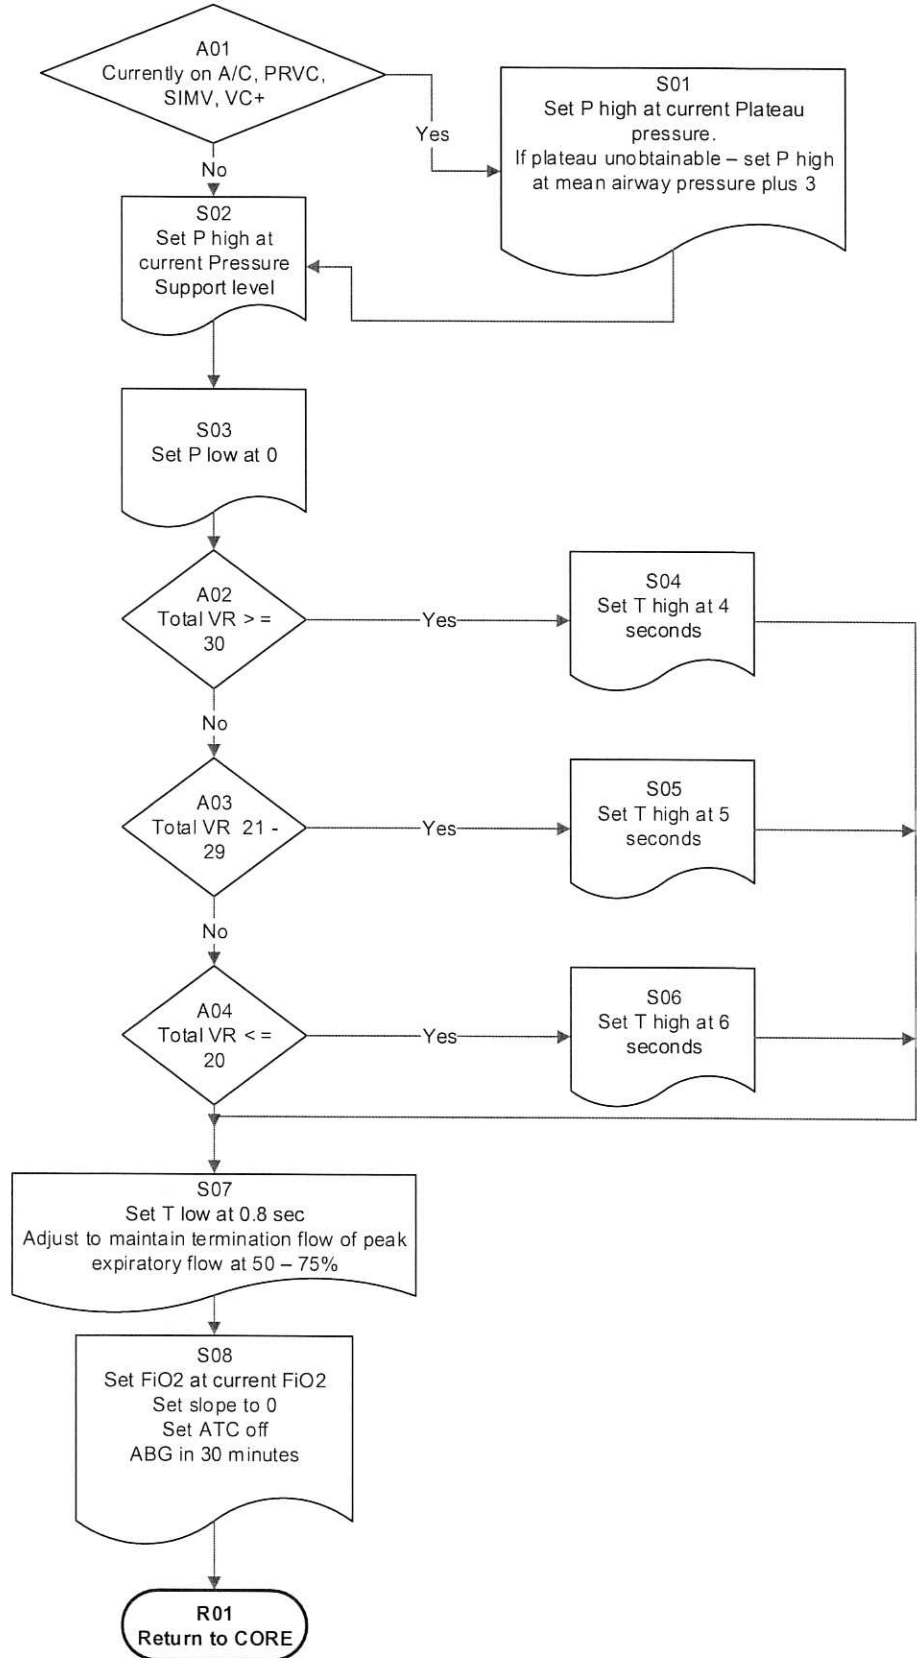 A01
Currently on A/C, PRVC,
SIMV, VC+
Yes
No
S01
Set P high at current Plateau
pressure.
If plateau unobtainable – set P high
at mean airway pressure plus 3
S02
Set P high at
current Pressure
Support level
S03
Set P low at 0
A02
Total VR > =
30
Yes
S04
Set T high at 4
seconds
No
A03
Total VR 21 -
29
Yes
S05
Set T high at 5
seconds
No
A04
Total VR < =
20
Yes
S06
Set T high at 6
seconds
S07
Set T low at 0.8 sec
Adjust to maintain termination flow of peak
expiratory flow at 50 – 75%
S08
Set FiO2 at current FiO2
Set slope to 0
Set ATC off
ABG in 30 minutes
R01
Return to CORE